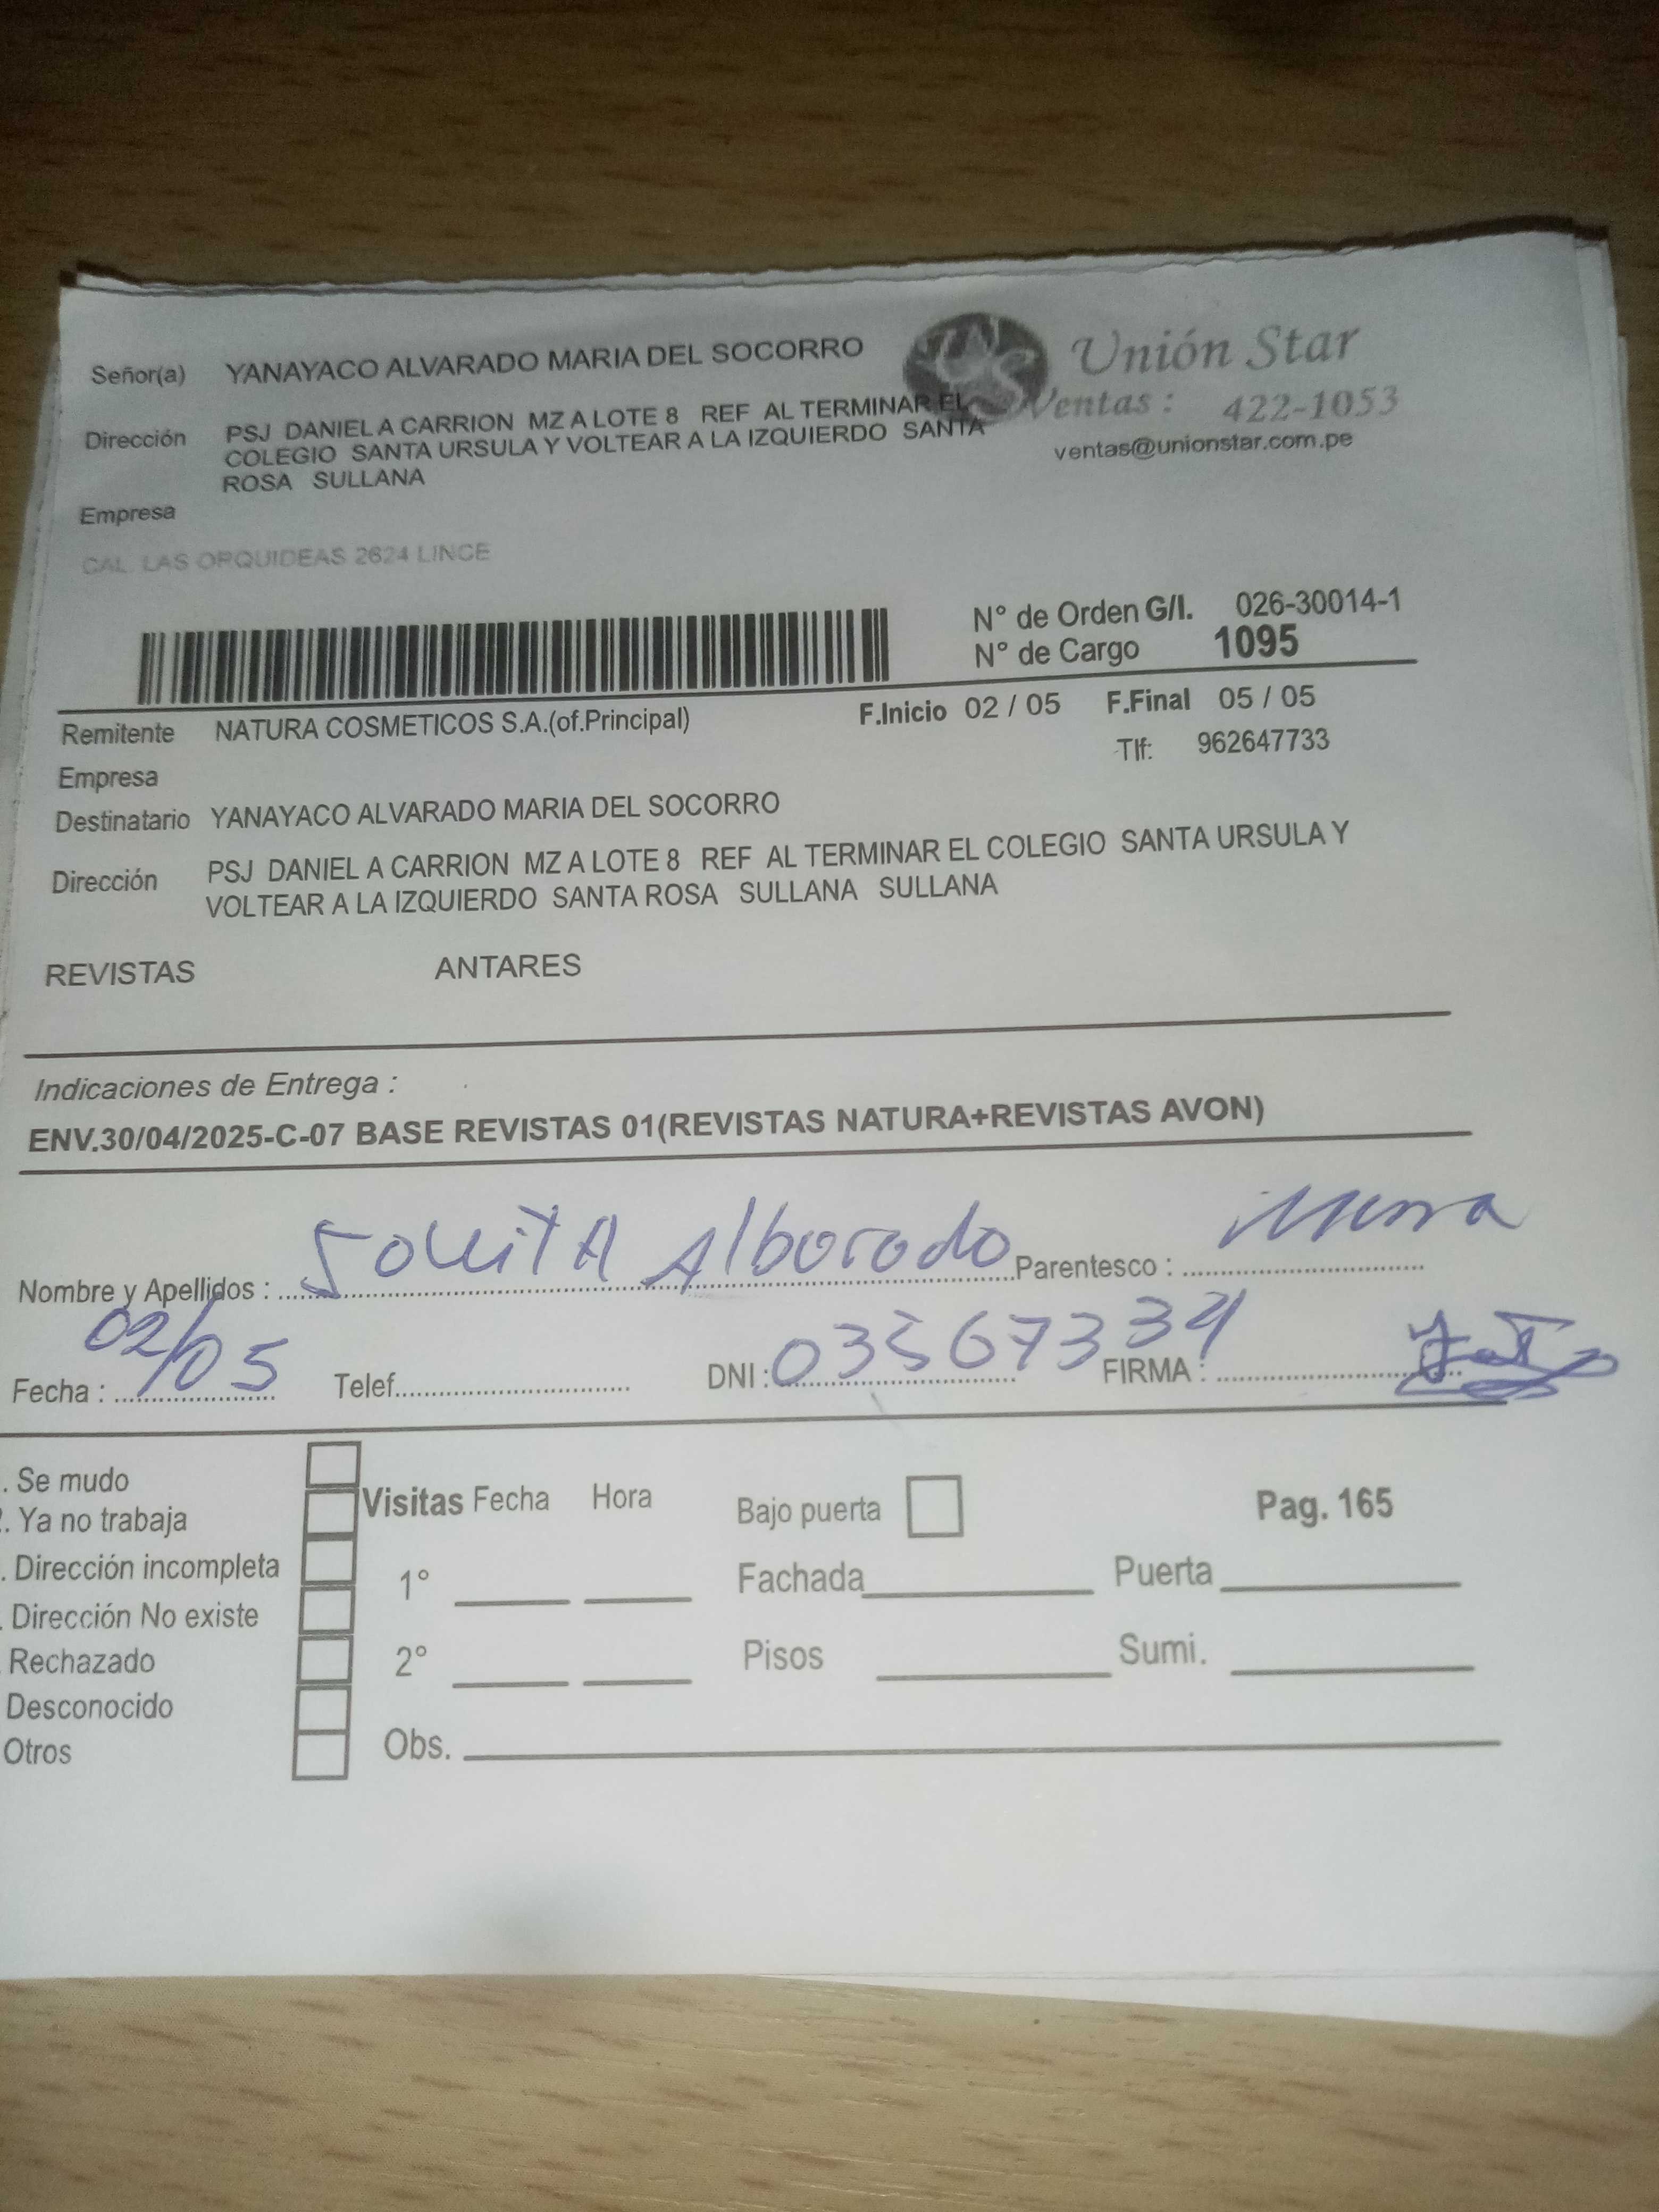 Señor(a) YANAYACO ALVARADO MARIA DEL SOCORRO
Unión Star
Ventas : 422-1053
ventas@unionstar.com.pe
Dirección PSJ DANIEL A CARRION MZ A LOTE 8 REF AL TERMINAR EL
COLEGIO SANTA URSULA Y VOLTEAR A LA IZQUIERDO SANTA
ROSA SULLANA
Empresa
CAL. LAS ORQUIDEAS 2624 LINCE
N° de Orden G/I. 026-30014-1
N° de Cargo 1095
Remitente NATURA COSMETICOS S.A.(of.Principal) F.Inicio 02 / 05 F.Final 05 / 05
Empresa Tlf: 962647733
Destinatario YANAYACO ALVARADO MARIA DEL SOCORRO
Dirección PSJ DANIEL A CARRION MZ A LOTE 8 REF AL TERMINAR EL COLEGIO SANTA URSULA Y
VOLTEAR A LA IZQUIERDO SANTA ROSA SULLANA SULLANA
REVISTAS ANTARES
Indicaciones de Entrega :
ENV.30/04/2025-C-07 BASE REVISTAS 01(REVISTAS NATURA+REVISTAS AVON)
Nombre y Apellidos : Alborodo Parentesco :
Fecha : 02/05 Telef. DNI : FIRMA :
. Se mudo
. Ya no trabaja
. Dirección incompleta
. Dirección No existe
Rechazado
Desconocido
Otros
Visitas Fecha Hora
1°
2°
Obs.
Bajo puerta Pag. 165
Fachada Puerta
Pisos Sumi.